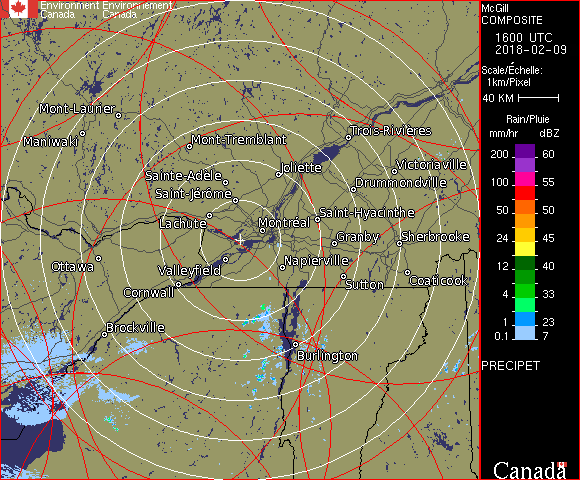 Environment Environnement
Canada Canada
Mont-Laurier
Maniwaki
Mont-Tremblant
Trois-Rivières
Sainte-Adèle
Joliette
Victoriaville
Saint-Jérôme
Drummondville
Lachute
Montréal
Saint-Hyacinthe
Granby
Sherbrooke
Ottawa
Valleyfield
Napierville
Cornwall
Sutton
Coaticook
Brockville
Burlington
McGill
COMPOSITE
1600 UTC
2018-02-09
Scale/Échelle:
1km/Pixel
40 KM
Rain/Pluie
mm/hr dBZ
200 60
55
100 55
50 50
24 45
12 40
4 33
1 23
0.1 7
PRECIPET
Canada